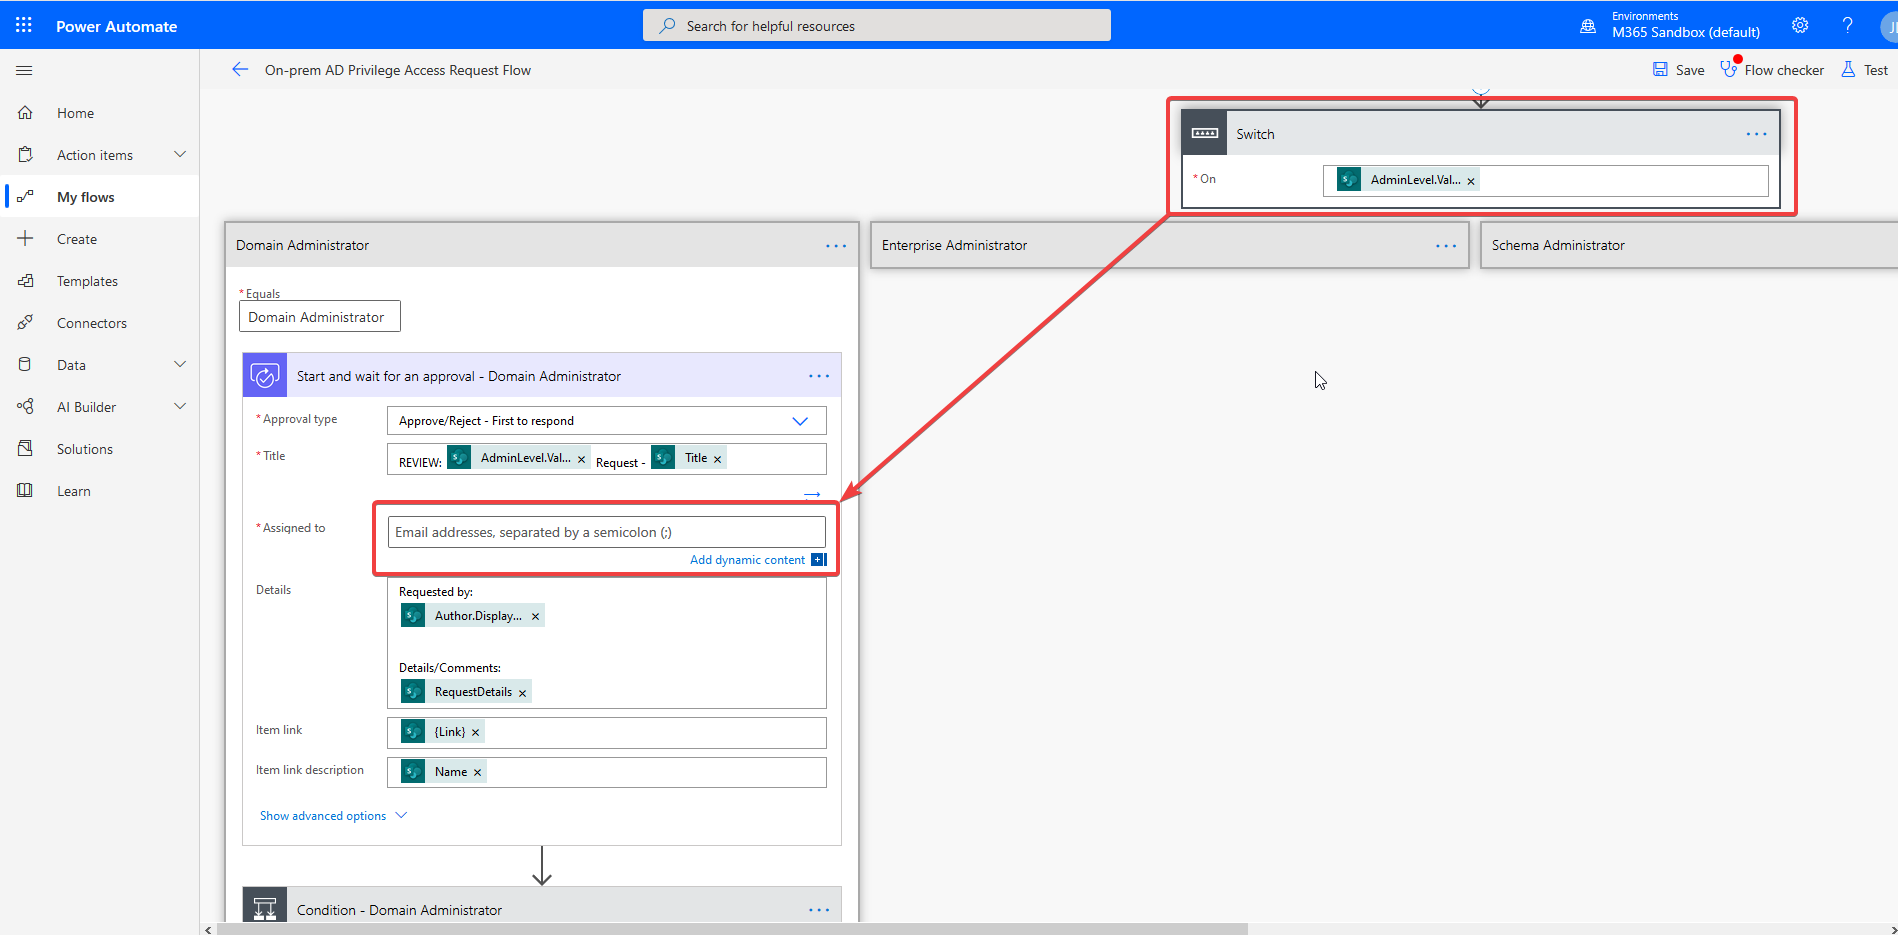 Power Automate
Search for helpful resources
Environments
M365 Sandbox (default)
?
On-prem AD Privilege Access Request Flow
Save
Flow checker
Test
Home
Action items
My flows
Create
Templates
Connectors
Data
AI Builder
Solutions
Learn
Switch
* On
AdminLevel.Val... ×
Domain Administrator
Enterprise Administrator
Schema Administrator
* Equals
Domain Administrator
Start and wait for an approval - Domain Administrator
* Approval type
Approve/Reject - First to respond
* Title
REVIEW: AdminLevel.Val... × Request - Title ×
* Assigned to
Email addresses, separated by a semicolon (;)
Add dynamic content
Details
Requested by:
Author.Display... ×
Details/Comments:
RequestDetails ×
Item link
{Link} ×
Item link description
Name ×
Show advanced options
Condition - Domain Administrator